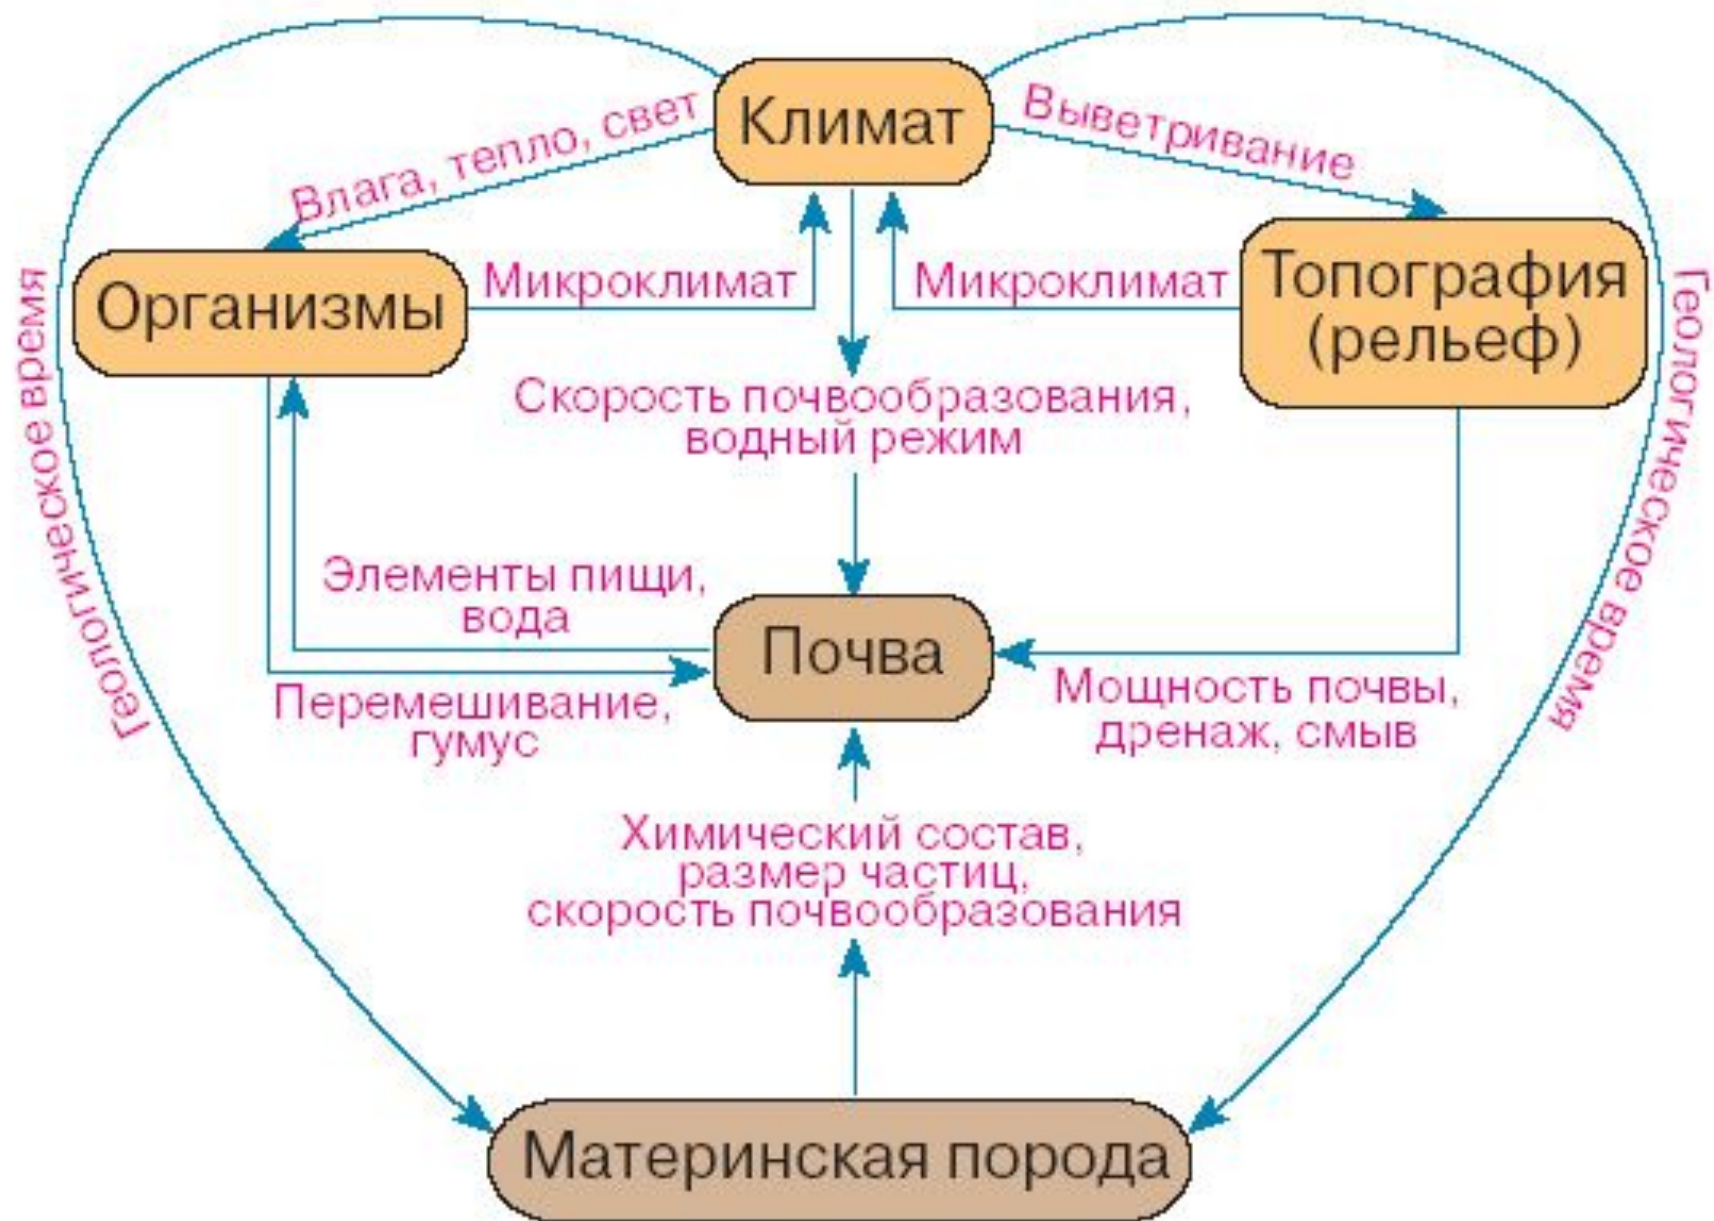 Климат
Влага, тепло, свет
Выветривание
Организмы
Микроклимат
Микроклимат
Топография
(рельеф)
Геологическое время
Геологическое время
Скорость почвообразования,
водный режим
Элементы пищи,
вода
Почва
Перемешивание,
гумус
Мощность почвы,
дренаж, смыв
Химический состав,
размер частиц,
скорость почвообразования
Материнская порода